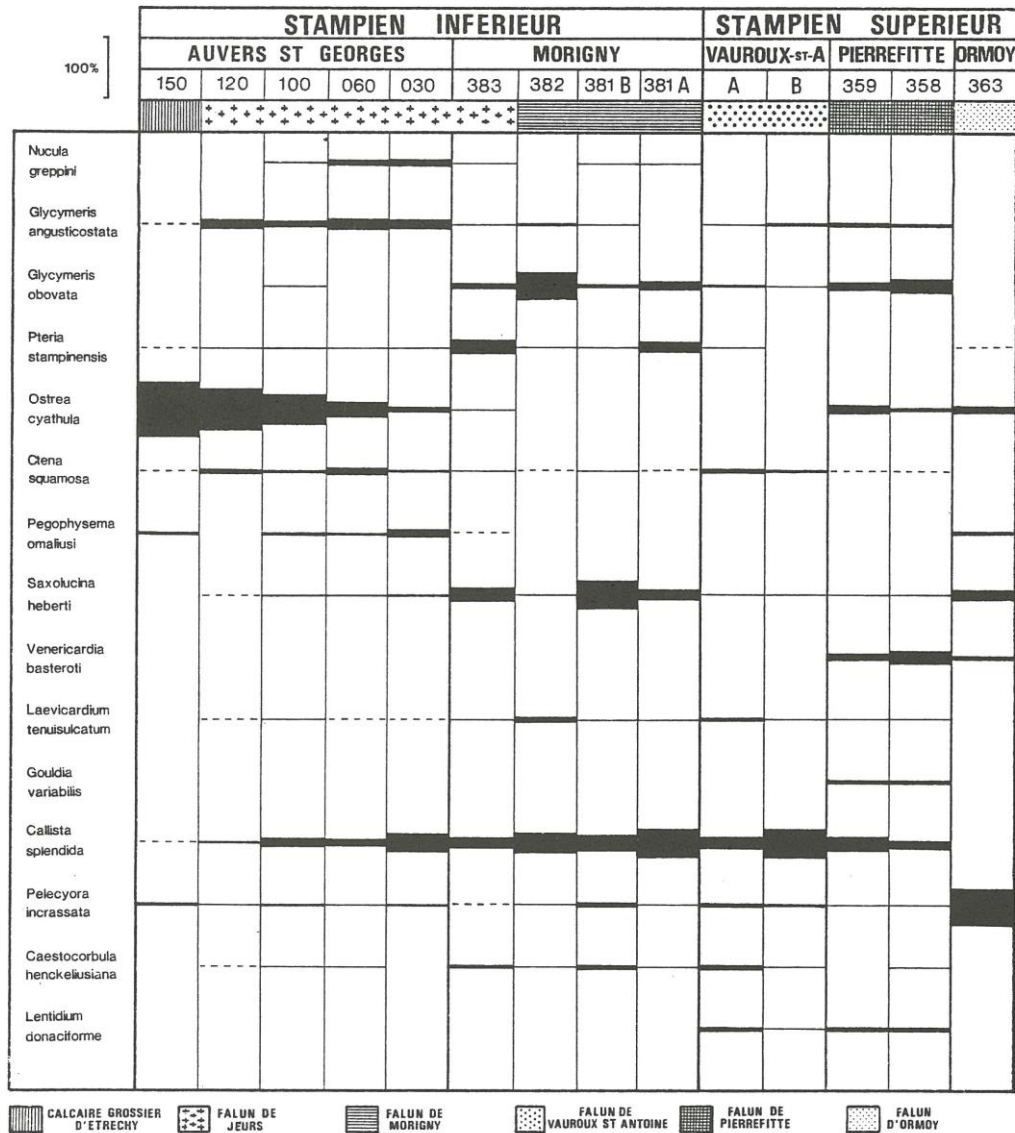 STAMPIEN INFERIEUR STAMPIEN SUPERIEUR
AUVERS ST GEORGES MORIGNY VAUROUX-ST-A PIERREFITTE ORMOY
100%
150 120 100 060 030 383 382 381 B 381 A A B 359 358 363
Nucula
greppini
Glycymeris
angusticostata
Glycymeris
obovata
Pteria
stampinensis
Ostrea
cyathula
Ctena
squamosa
Pegophysema
omaliusi
Saxolucina
heberti
Venericardia
basteroti
Laevicardium
tenuisulcatum
Gouldia
variabilis
Callista
splendida
Pelecyora
incrassata
Caestocorbula
henckeliusiana
Lentidium
donaciforme
CALCAIRE GROSSIER
D'ETRECHY
FALUN DE
JEURS
FALUN DE
MORIGNY
FALUN DE
VAUROUX ST ANTOINE
FALUN DE
PIERREFITTE
FALUN
D'ORMOY